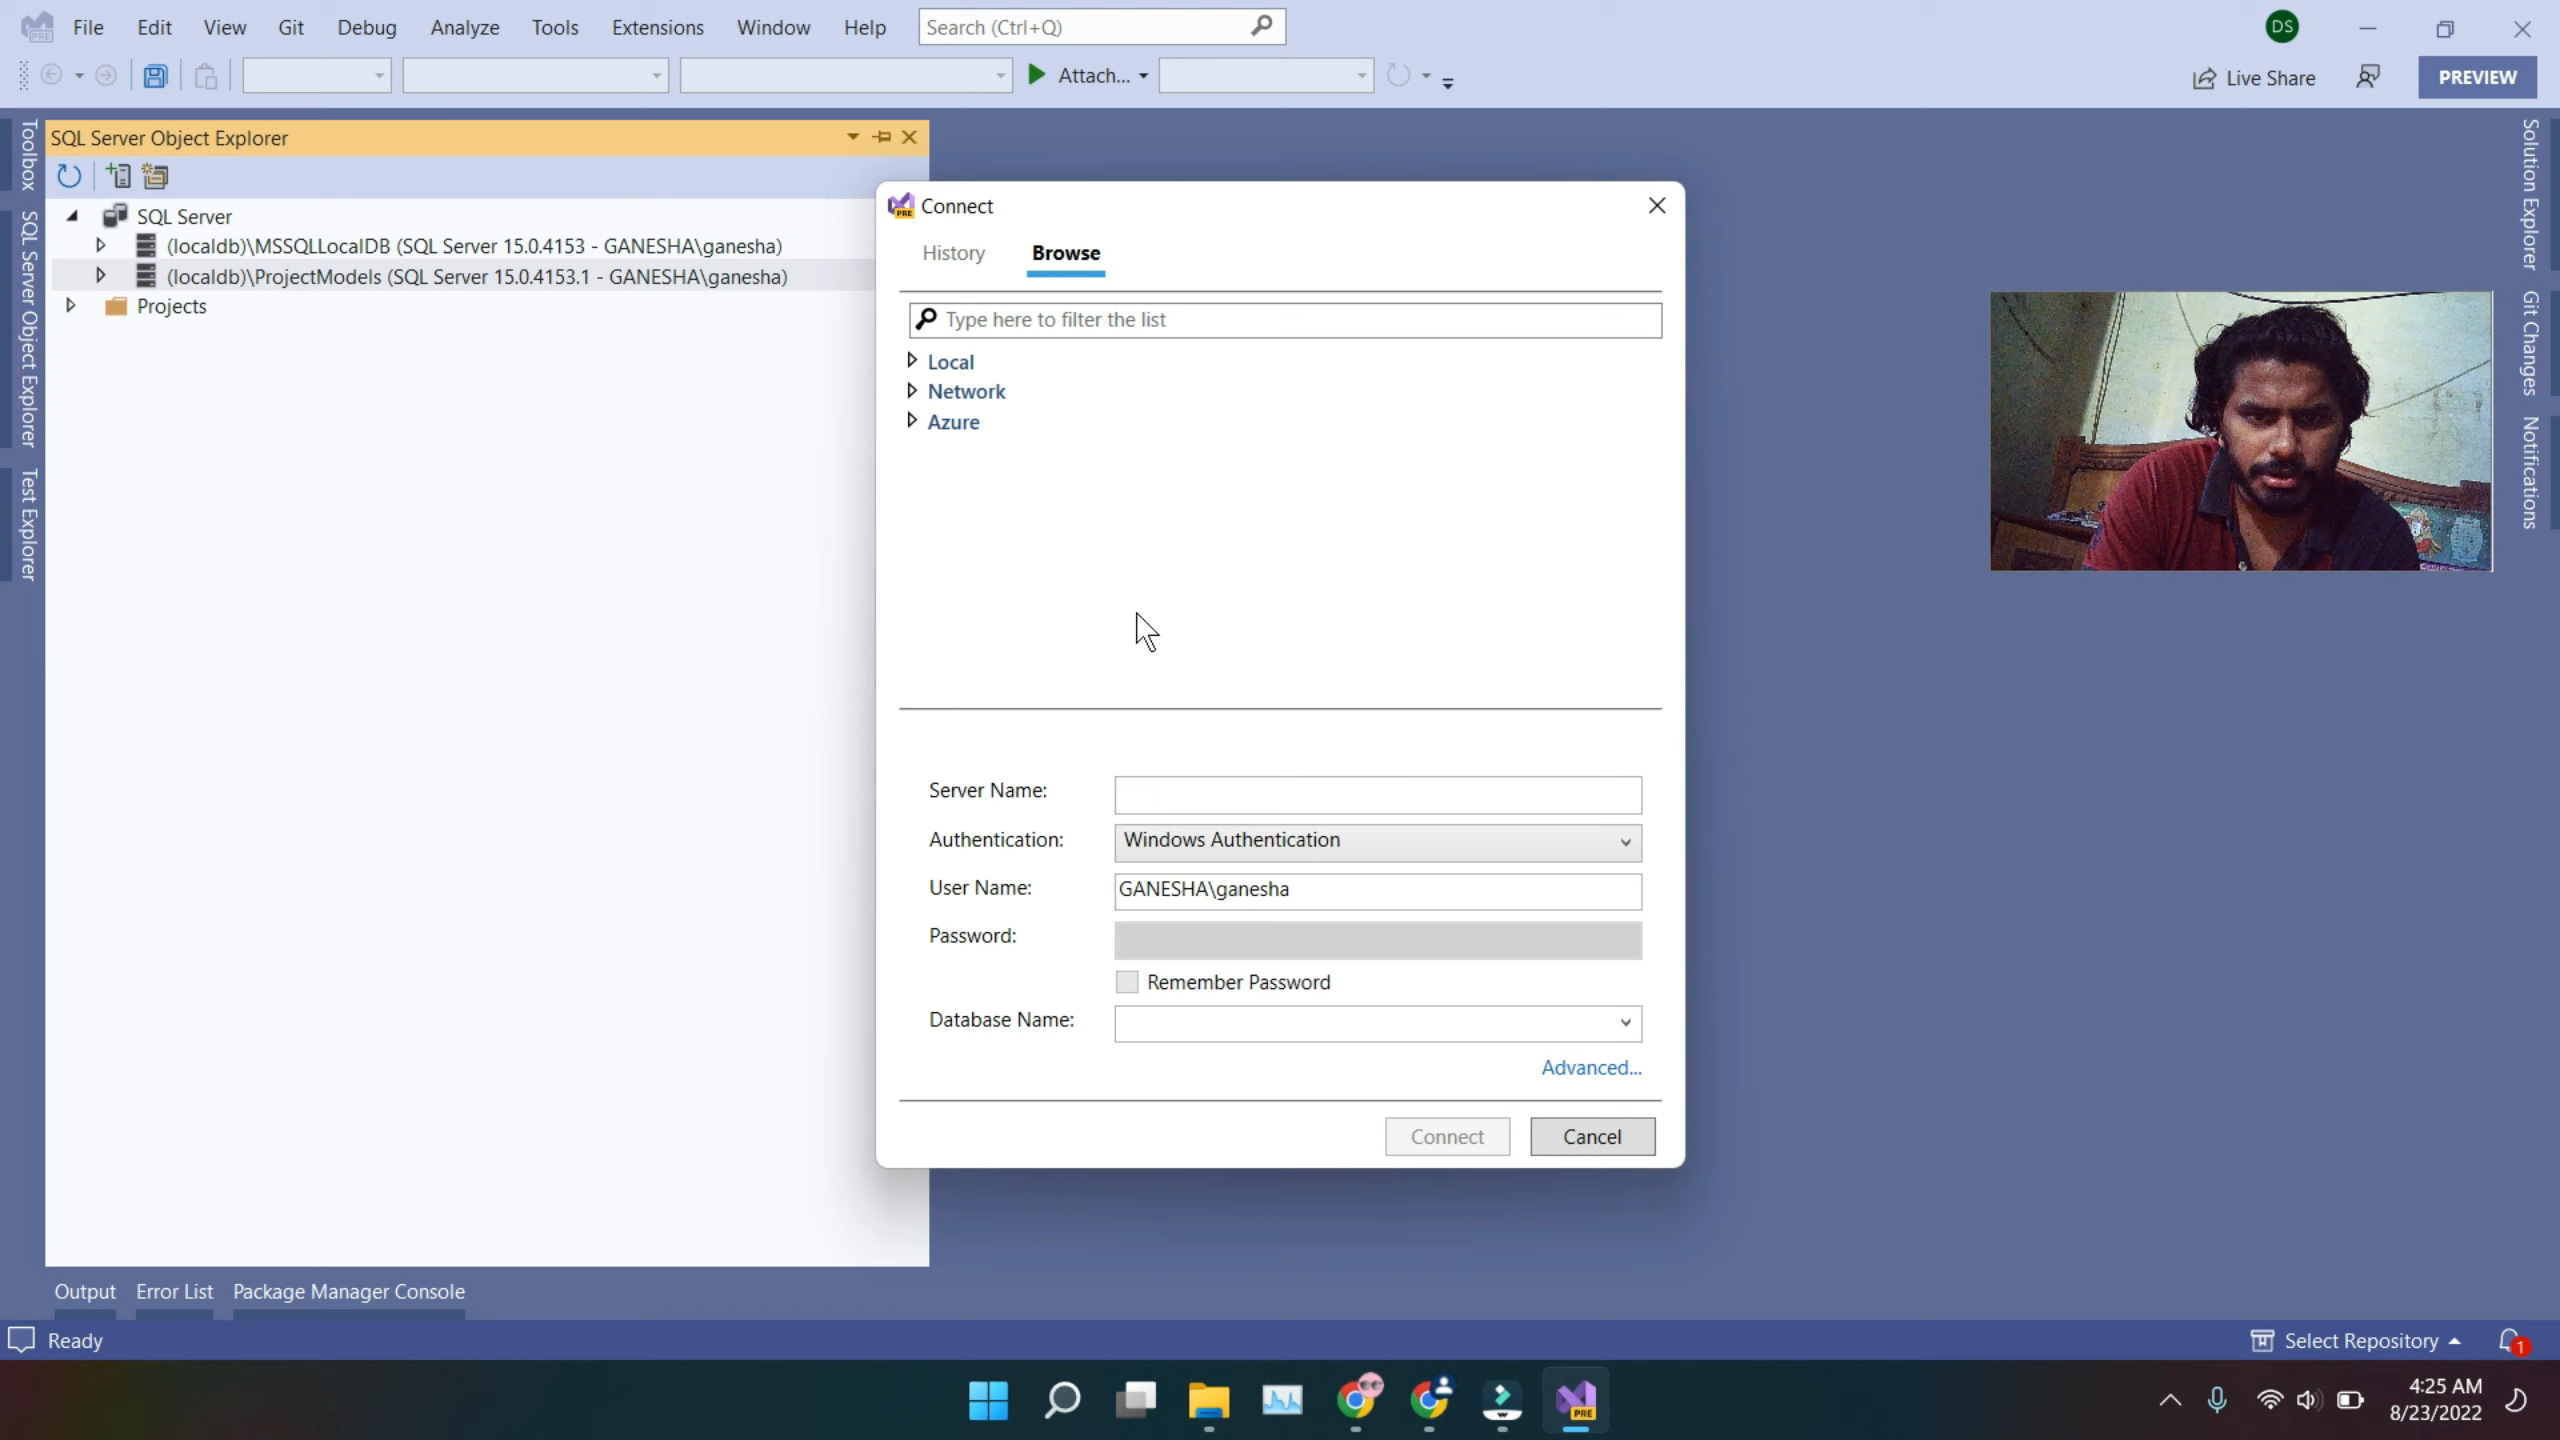 File Edit View Git Debug Analyze Tools Extensions Window Help Search (Ctrl+Q) DS
Attach... Live Share PREVIEW
Toolbox
SQL Server Object Explorer
Test Explorer
SQL Server Object Explorer
SQL Server
(localdb)\MSSQLLocalDB (SQL Server 15.0.4153 - GANESHA\ganesha)
(localdb)\ProjectModels (SQL Server 15.0.4153.1 - GANESHA\ganesha)
Projects
PRE Connect
History Browse
Type here to filter the list
Local
Network
Azure
Server Name:
Authentication: Windows Authentication
User Name: GANESHA\ganesha
Password:
Remember Password
Database Name:
Advanced...
Connect Cancel
Solution Explorer
Git Changes
Notifications
Output Error List Package Manager Console
Ready
Select Repository 1
PRE
4:25 AM
8/23/2022